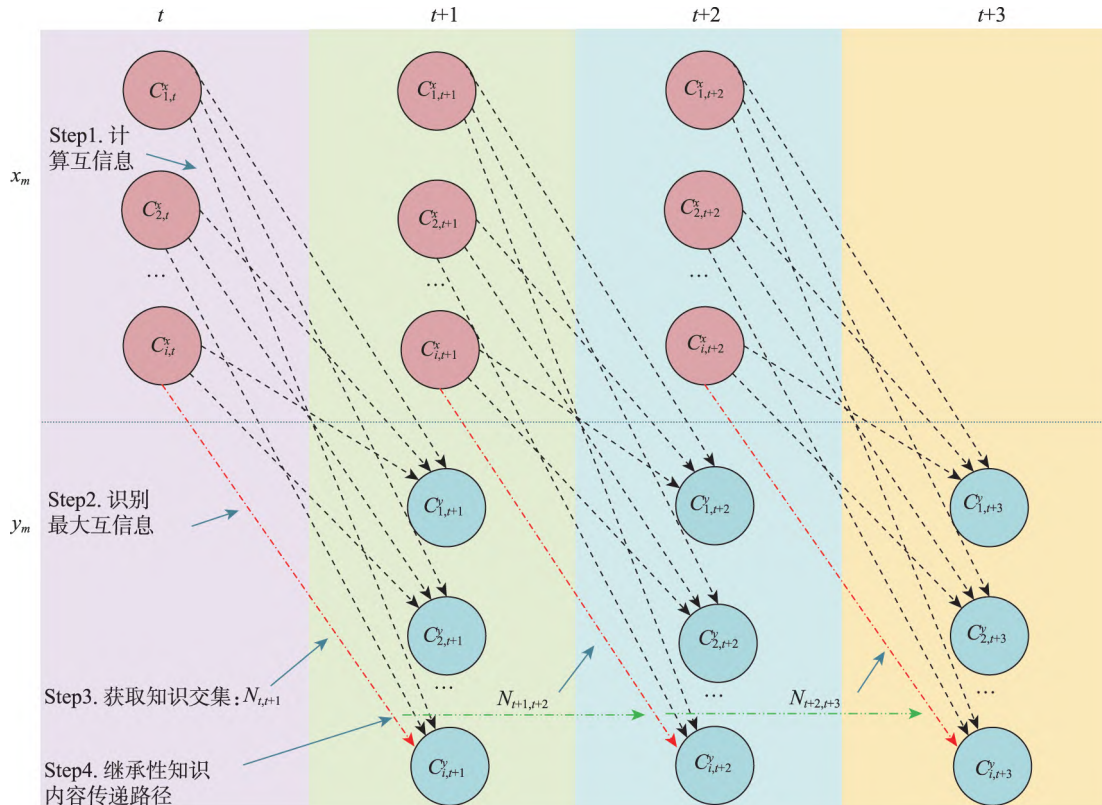 t t+1 t+2 t+3
C^x_{1,t} C^x_{1,t+1} C^x_{1,t+2}
Step1. 计
算互信息
x_m
C^x_{2,t} C^x_{2,t+1} C^x_{2,t+2}
… … …
C^x_{i,t} C^x_{i,t+1} C^x_{i,t+2}
Step2. 识别
最大互信息
y_m
C^y_{1,t+1} C^y_{1,t+2} C^y_{1,t+3}
C^y_{2,t+1} C^y_{2,t+2} C^y_{2,t+3}
… … …
Step3. 获取知识交集：N_{t,t+1} N_{t+1,t+2} N_{t+2,t+3}
Step4. 继承性知识
内容传递路径
C^y_{i,t+1} C^y_{i,t+2} C^y_{i,t+3}